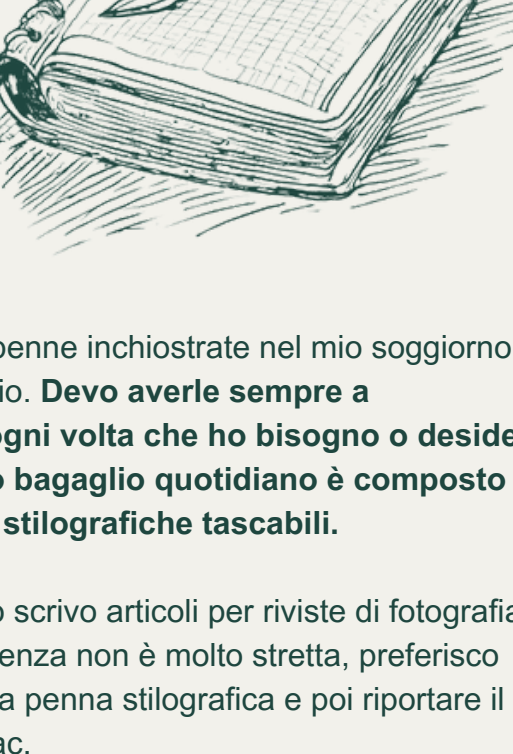 penne inchiostrate nel mio soggiorno
io. Devo averle sempre a
ogni volta che ho bisogno o deside
o bagaglio quotidiano è composto
stilografiche tascabili.
o scrivo articoli per riviste di fotografia
enza non è molto stretta, preferisco
a penna stilografica e poi riportare il
ac.